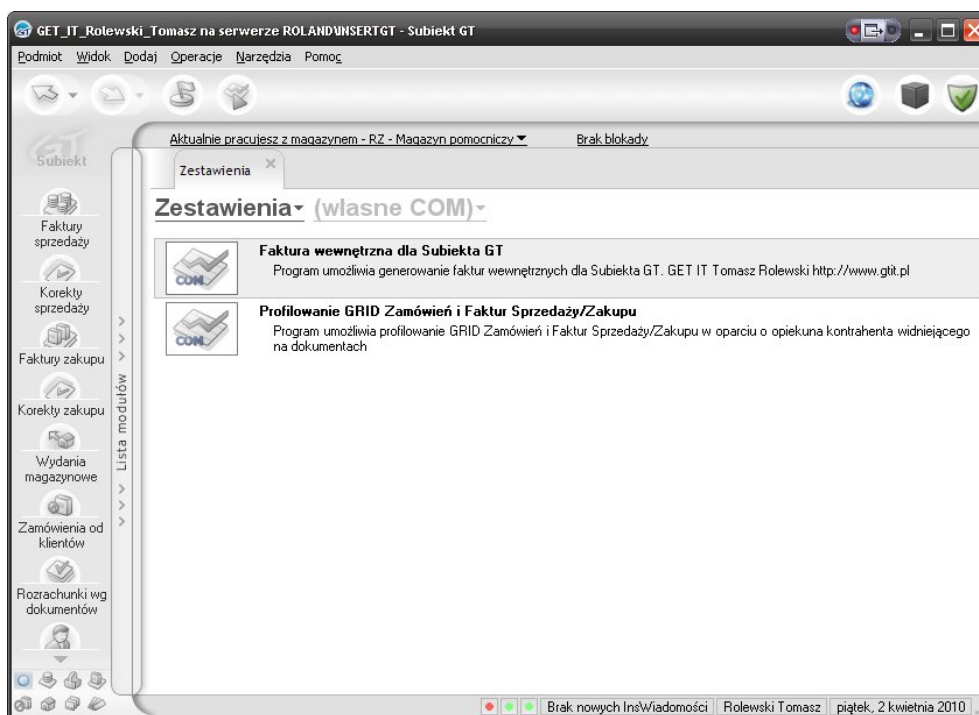 GET_IT_Rolewski_Tomasz na serwerze ROLAND\INSERTGT - Subiekt GT
Podmiot Widok Dodaj Operacje Narzędzia Pomoc
GT
Subiekt
Aktualnie pracujesz z magazynem - RZ - Magazyn pomocniczy Brak blokady
Zestawienia
Zestawienia (wlasne COM)
COM
Faktura wewnętrzna dla Subiekta GT
Program umożliwia generowanie faktur wewnętrznych dla Subiekta GT. GET IT Tomasz Rolewski http://www.gtit.pl
COM
Profilowanie GRID Zamówień i Faktur Sprzedaży/Zakupu
Program umożliwia profilowanie GRID Zamówień i Faktur Sprzedaży/Zakupu w oparciu o opiekuna kontrahenta widniejącego
na dokumentach
Faktury
sprzedaży
Korekty
sprzedaży
Faktury zakupu
Korekty zakupu
Wydania
magazynowe
Zamówienia od
klientów
Rozrachunki wg
dokumentów
Lista modułów
Brak nowych InsWiadomości Rolewski Tomasz piątek, 2 kwietnia 2010